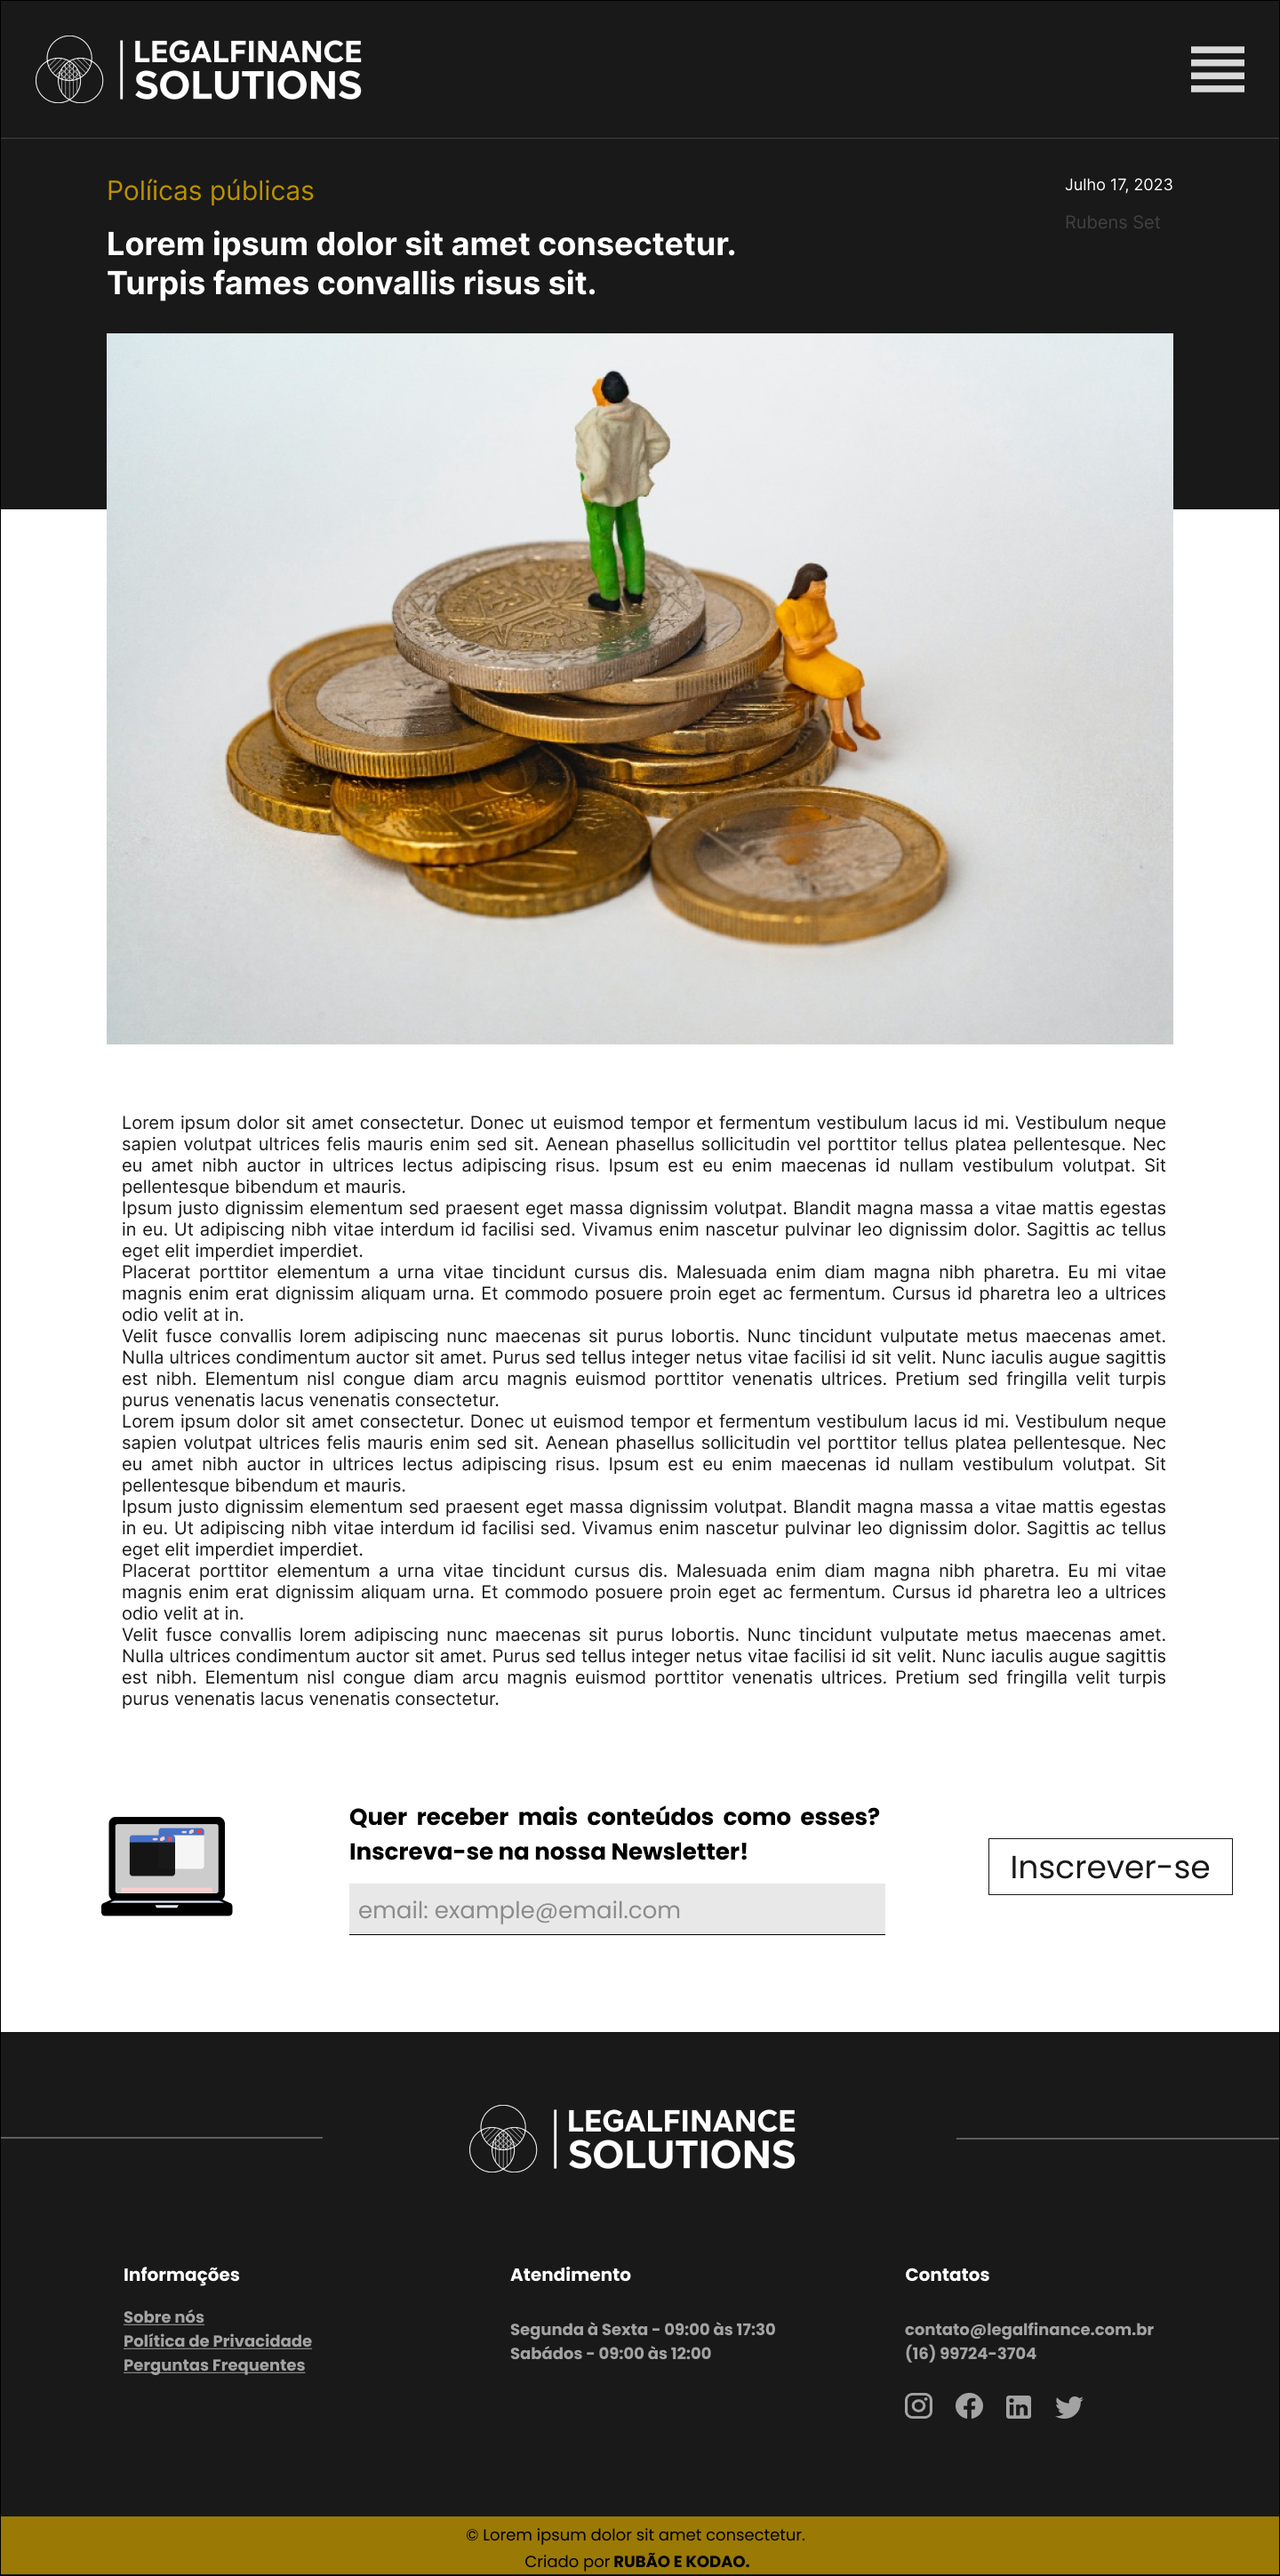 LEGALFINANCE
SOLUTIONS
Políicas públicas
Julho 17, 2023
Rubens Set
Lorem ipsum dolor sit amet consectetur.
Turpis fames convallis risus sit.
Lorem ipsum dolor sit amet consectetur. Donec ut euismod tempor et fermentum vestibulum lacus id mi. Vestibulum neque
sapien volutpat ultrices felis mauris enim sed sit. Aenean phasellus sollicitudin vel porttitor tellus platea pellentesque. Nec
eu amet nibh auctor in ultrices lectus adipiscing risus. Ipsum est eu enim maecenas id nullam vestibulum volutpat. Sit
pellentesque bibendum et mauris.
Ipsum justo dignissim elementum sed praesent eget massa dignissim volutpat. Blandit magna massa a vitae mattis egestas
in eu. Ut adipiscing nibh vitae interdum id facilisi sed. Vivamus enim nascetur pulvinar leo dignissim dolor. Sagittis ac tellus
eget elit imperdiet imperdiet.
Placerat porttitor elementum a urna vitae tincidunt cursus dis. Malesuada enim diam magna nibh pharetra. Eu mi vitae
magnis enim erat dignissim aliquam urna. Et commodo posuere proin eget ac fermentum. Cursus id pharetra leo a ultrices
odio velit at in.
Velit fusce convallis lorem adipiscing nunc maecenas sit purus lobortis. Nunc tincidunt vulputate metus maecenas amet.
Nulla ultrices condimentum auctor sit amet. Purus sed tellus integer netus vitae facilisi id sit velit. Nunc iaculis augue sagittis
est nibh. Elementum nisl congue diam arcu magnis euismod porttitor venenatis ultrices. Pretium sed fringilla velit turpis
purus venenatis lacus venenatis consectetur.
Lorem ipsum dolor sit amet consectetur. Donec ut euismod tempor et fermentum vestibulum lacus id mi. Vestibulum neque
sapien volutpat ultrices felis mauris enim sed sit. Aenean phasellus sollicitudin vel porttitor tellus platea pellentesque. Nec
eu amet nibh auctor in ultrices lectus adipiscing risus. Ipsum est eu enim maecenas id nullam vestibulum volutpat. Sit
pellentesque bibendum et mauris.
Ipsum justo dignissim elementum sed praesent eget massa dignissim volutpat. Blandit magna massa a vitae mattis egestas
in eu. Ut adipiscing nibh vitae interdum id facilisi sed. Vivamus enim nascetur pulvinar leo dignissim dolor. Sagittis ac tellus
eget elit imperdiet imperdiet.
Placerat porttitor elementum a urna vitae tincidunt cursus dis. Malesuada enim diam magna nibh pharetra. Eu mi vitae
magnis enim erat dignissim aliquam urna. Et commodo posuere proin eget ac fermentum. Cursus id pharetra leo a ultrices
odio velit at in.
Velit fusce convallis lorem adipiscing nunc maecenas sit purus lobortis. Nunc tincidunt vulputate metus maecenas amet.
Nulla ultrices condimentum auctor sit amet. Purus sed tellus integer netus vitae facilisi id sit velit. Nunc iaculis augue sagittis
est nibh. Elementum nisl congue diam arcu magnis euismod porttitor venenatis ultrices. Pretium sed fringilla velit turpis
purus venenatis lacus venenatis consectetur.
Quer receber mais conteúdos como esses?
Inscreva-se na nossa Newsletter!
email: example@email.com
Inscrever-se
LEGALFINANCE
SOLUTIONS
Informações
Sobre nós
Política de Privacidade
Perguntas Frequentes
Atendimento
Segunda à Sexta - 09:00 às 17:30
Sabádos - 09:00 às 12:00
Contatos
contato@legalfinance.com.br
(16) 99724-3704
© Lorem ipsum dolor sit amet consectetur.
Criado por RUBÃO E KODAO.